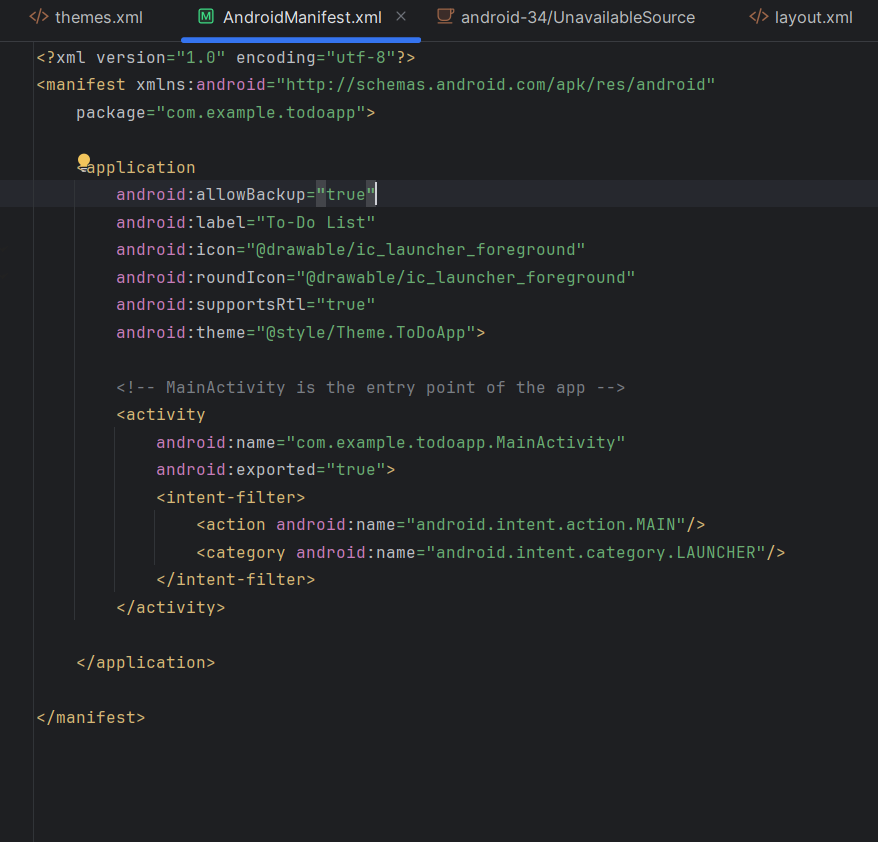 </> themes.xml M AndroidManifest.xml × android-34/UnavailableSource </> layout.xml
<?xml version="1.0" encoding="utf-8"?>
<manifest xmlns:android="http://schemas.android.com/apk/res/android"
    package="com.example.todoapp">

    <application
        android:allowBackup="true"
        android:label="To-Do List"
        android:icon="@drawable/ic_launcher_foreground"
        android:roundIcon="@drawable/ic_launcher_foreground"
        android:supportsRtl="true"
        android:theme="@style/Theme.ToDoApp">

        <!-- MainActivity is the entry point of the app -->
        <activity
            android:name="com.example.todoapp.MainActivity"
            android:exported="true">
            <intent-filter>
                <action android:name="android.intent.action.MAIN"/>
                <category android:name="android.intent.category.LAUNCHER"/>
            </intent-filter>
        </activity>

    </application>

</manifest>